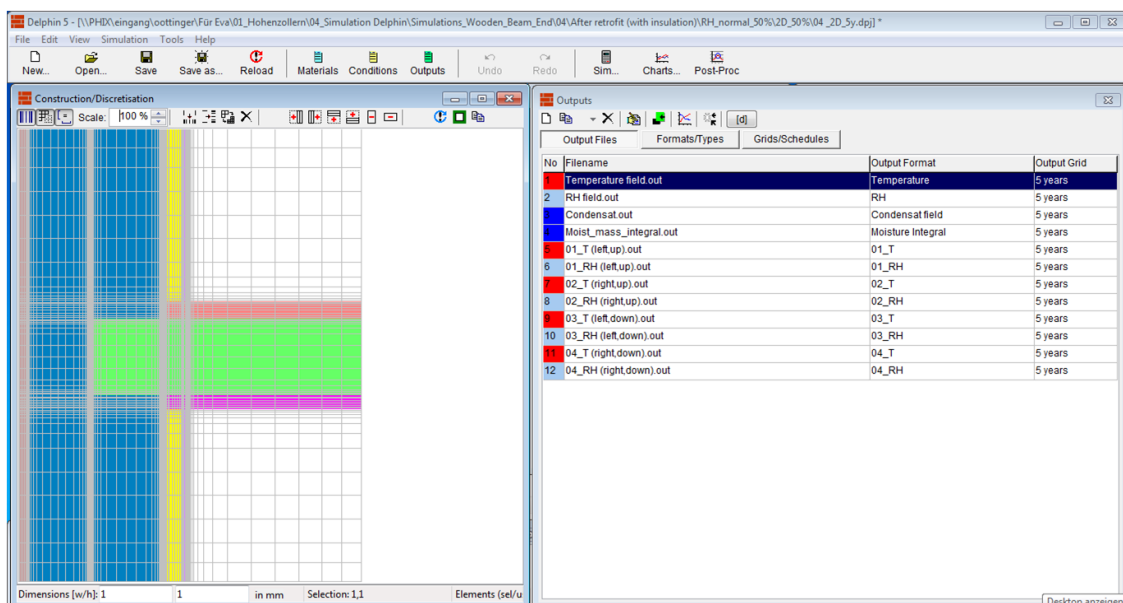 Delphin 5 - [\\PHIX\eingang\oottinger\Für Eva\01_Hohenzollern\04_Simulation Delphin\Simulations_Wooden_Beam_End\04\After retrofit (with insulation)\RH_normal_50%\2D_50%\04 _2D_5y.dpj] *
File Edit View Simulation Tools Help
New... Open... Save Save as... Reload Materials Conditions Outputs Undo Redo Sim... Charts... Post-Proc
Construction/Discretisation
Scale: 100 %
Dimensions [w/h]: 1 1 in mm Selection: 1,1 Elements (sel/u
Outputs
[d]
Output Files Formats/Types Grids/Schedules
No Filename Output Format Output Grid
1 Temperature field.out Temperature 5 years
2 RH field.out RH 5 years
3 Condensat.out Condensat field 5 years
4 Moist_mass_integral.out Moisture Integral 5 years
5 01_T (left,up).out 01_T 5 years
6 01_RH (left,up).out 01_RH 5 years
7 02_T (right,up).out 02_T 5 years
8 02_RH (right,up).out 02_RH 5 years
9 03_T (left,down).out 03_T 5 years
10 03_RH (left,down).out 03_RH 5 years
11 04_T (right,down).out 04_T 5 years
12 04_RH (right,down).out 04_RH 5 years
Desktop anzeigen